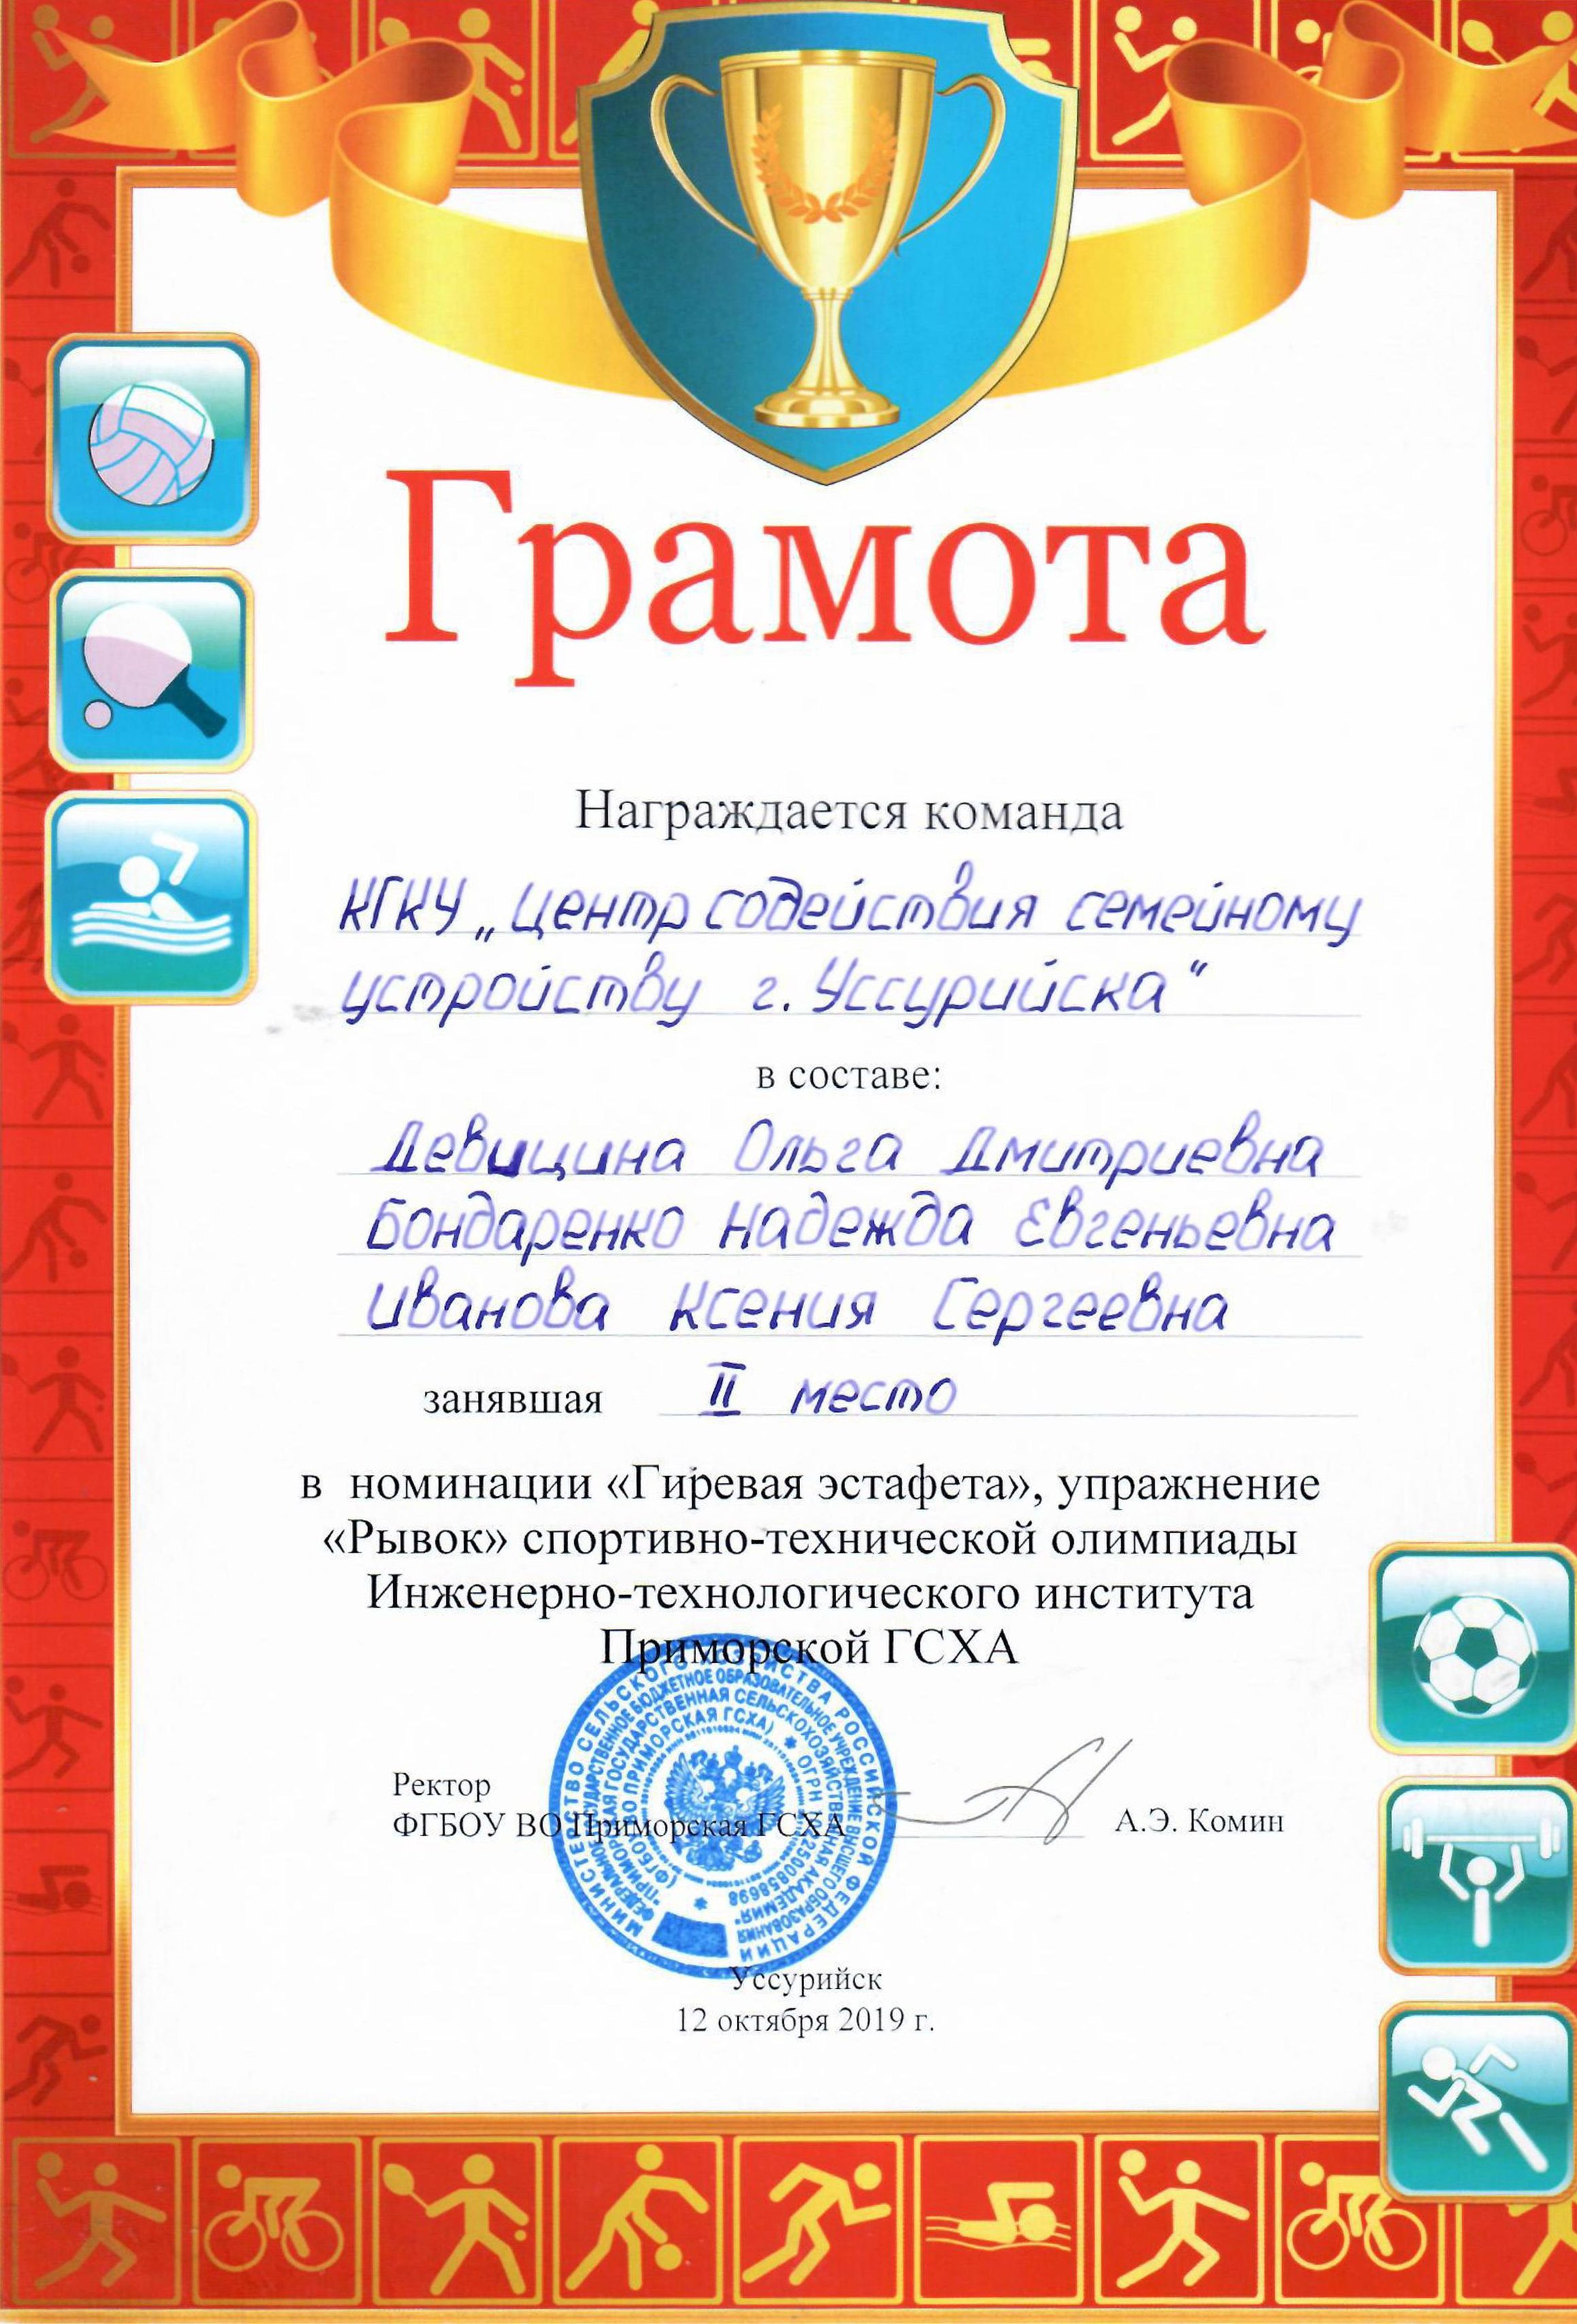 Грамота
Награждается команда
КГКУ „Центр содействия семейному
устройству г. Уссурийска“
в составе:
Девицина Ольга Дмитриевна
Бондаренко Надежда Евгеньевна
Иванова Ксения Сергеевна
занявшая II место
в номинации «Гиревая эстафета», упражнение
«Рывок» спортивно-технической олимпиады
Инженерно-технологического института
Приморской ГСХА
МИНИСТЕРСТВО СЕЛЬСКОГО ХОЗЯЙСТВА РОССИЙСКОЙ ФЕДЕРАЦИИ
ФЕДЕРАЛЬНОЕ ГОСУДАРСТВЕННОЕ БЮДЖЕТНОЕ ОБРАЗОВАТЕЛЬНОЕ УЧРЕЖДЕНИЕ ВЫСШЕГО ОБРАЗОВАНИЯ
"ПРИМОРСКАЯ ГОСУДАРСТВЕННАЯ СЕЛЬСКОХОЗЯЙСТВЕННАЯ АКАДЕМИЯ"
(ФГБОУ ВО ПРИМОРСКАЯ ГСХА) * ОГРН
Ректор
ФГБОУ ВО Приморская ГСХА
А.Э. Комин
Уссурийск
12 октября 2019 г.